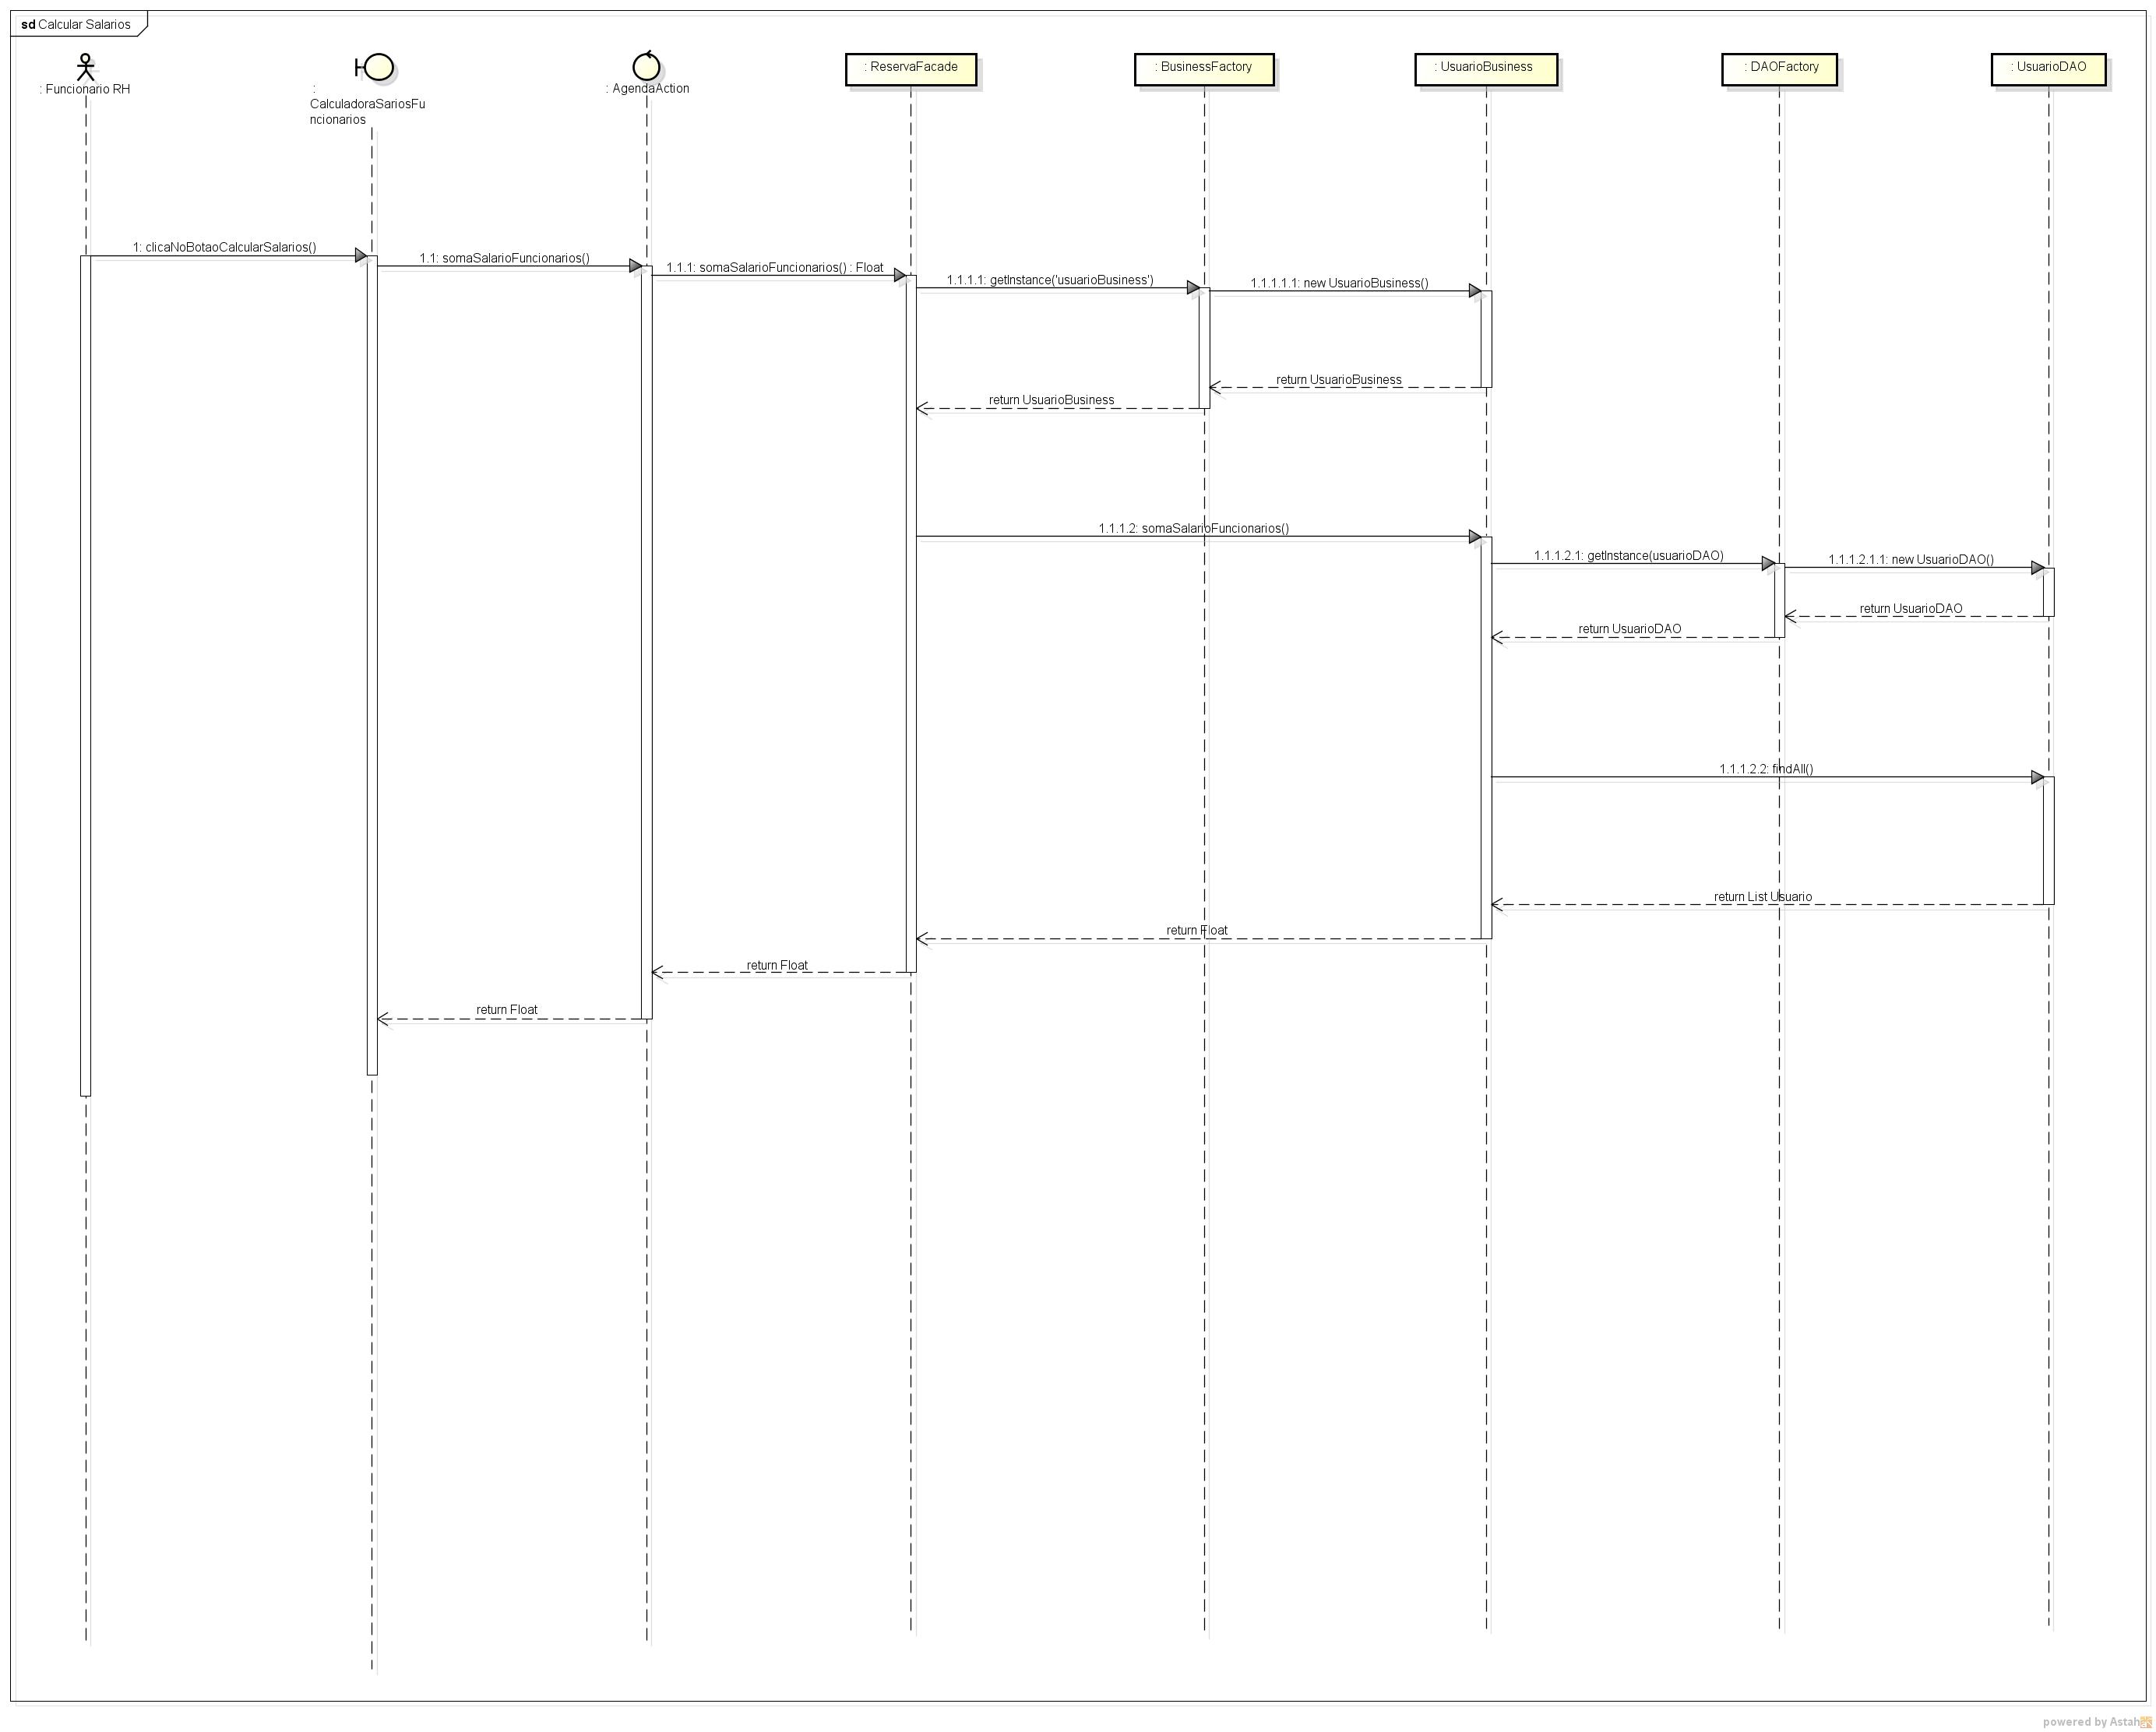 sd Calcular Salarios
: Funcionario RH
:
CalculadoraSariosFu
ncionarios
: AgendaAction
: ReservaFacade
: BusinessFactory
: UsuarioBusiness
: DAOFactory
: UsuarioDAO
1: clicaNoBotaoCalcularSalarios()
1.1: somaSalarioFuncionarios()
1.1.1: somaSalarioFuncionarios() : Float
1.1.1.1: getInstance('usuarioBusiness')
1.1.1.1.1: new UsuarioBusiness()
return UsuarioBusiness
return UsuarioBusiness
1.1.1.2: somaSalarioFuncionarios()
1.1.1.2.1: getInstance(usuarioDAO)
1.1.1.2.1.1: new UsuarioDAO()
return UsuarioDAO
return UsuarioDAO
1.1.1.2.2: findAll()
return List Usuario
return Float
return Float
return Float
powered by Astah